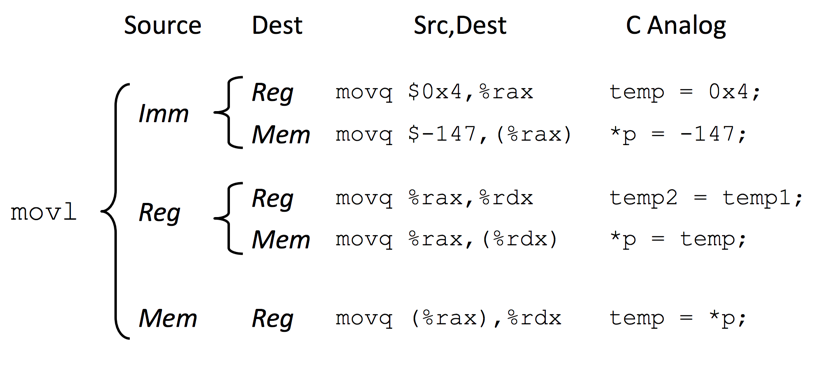 Source Dest Src,Dest C Analog
Imm Reg movq $0x4,%rax temp = 0x4;
Mem movq $-147,(%rax) *p = -147;
movl Reg Reg movq %rax,%rdx temp2 = temp1;
Mem movq %rax,(%rdx) *p = temp;
Mem Reg movq (%rax),%rdx temp = *p;